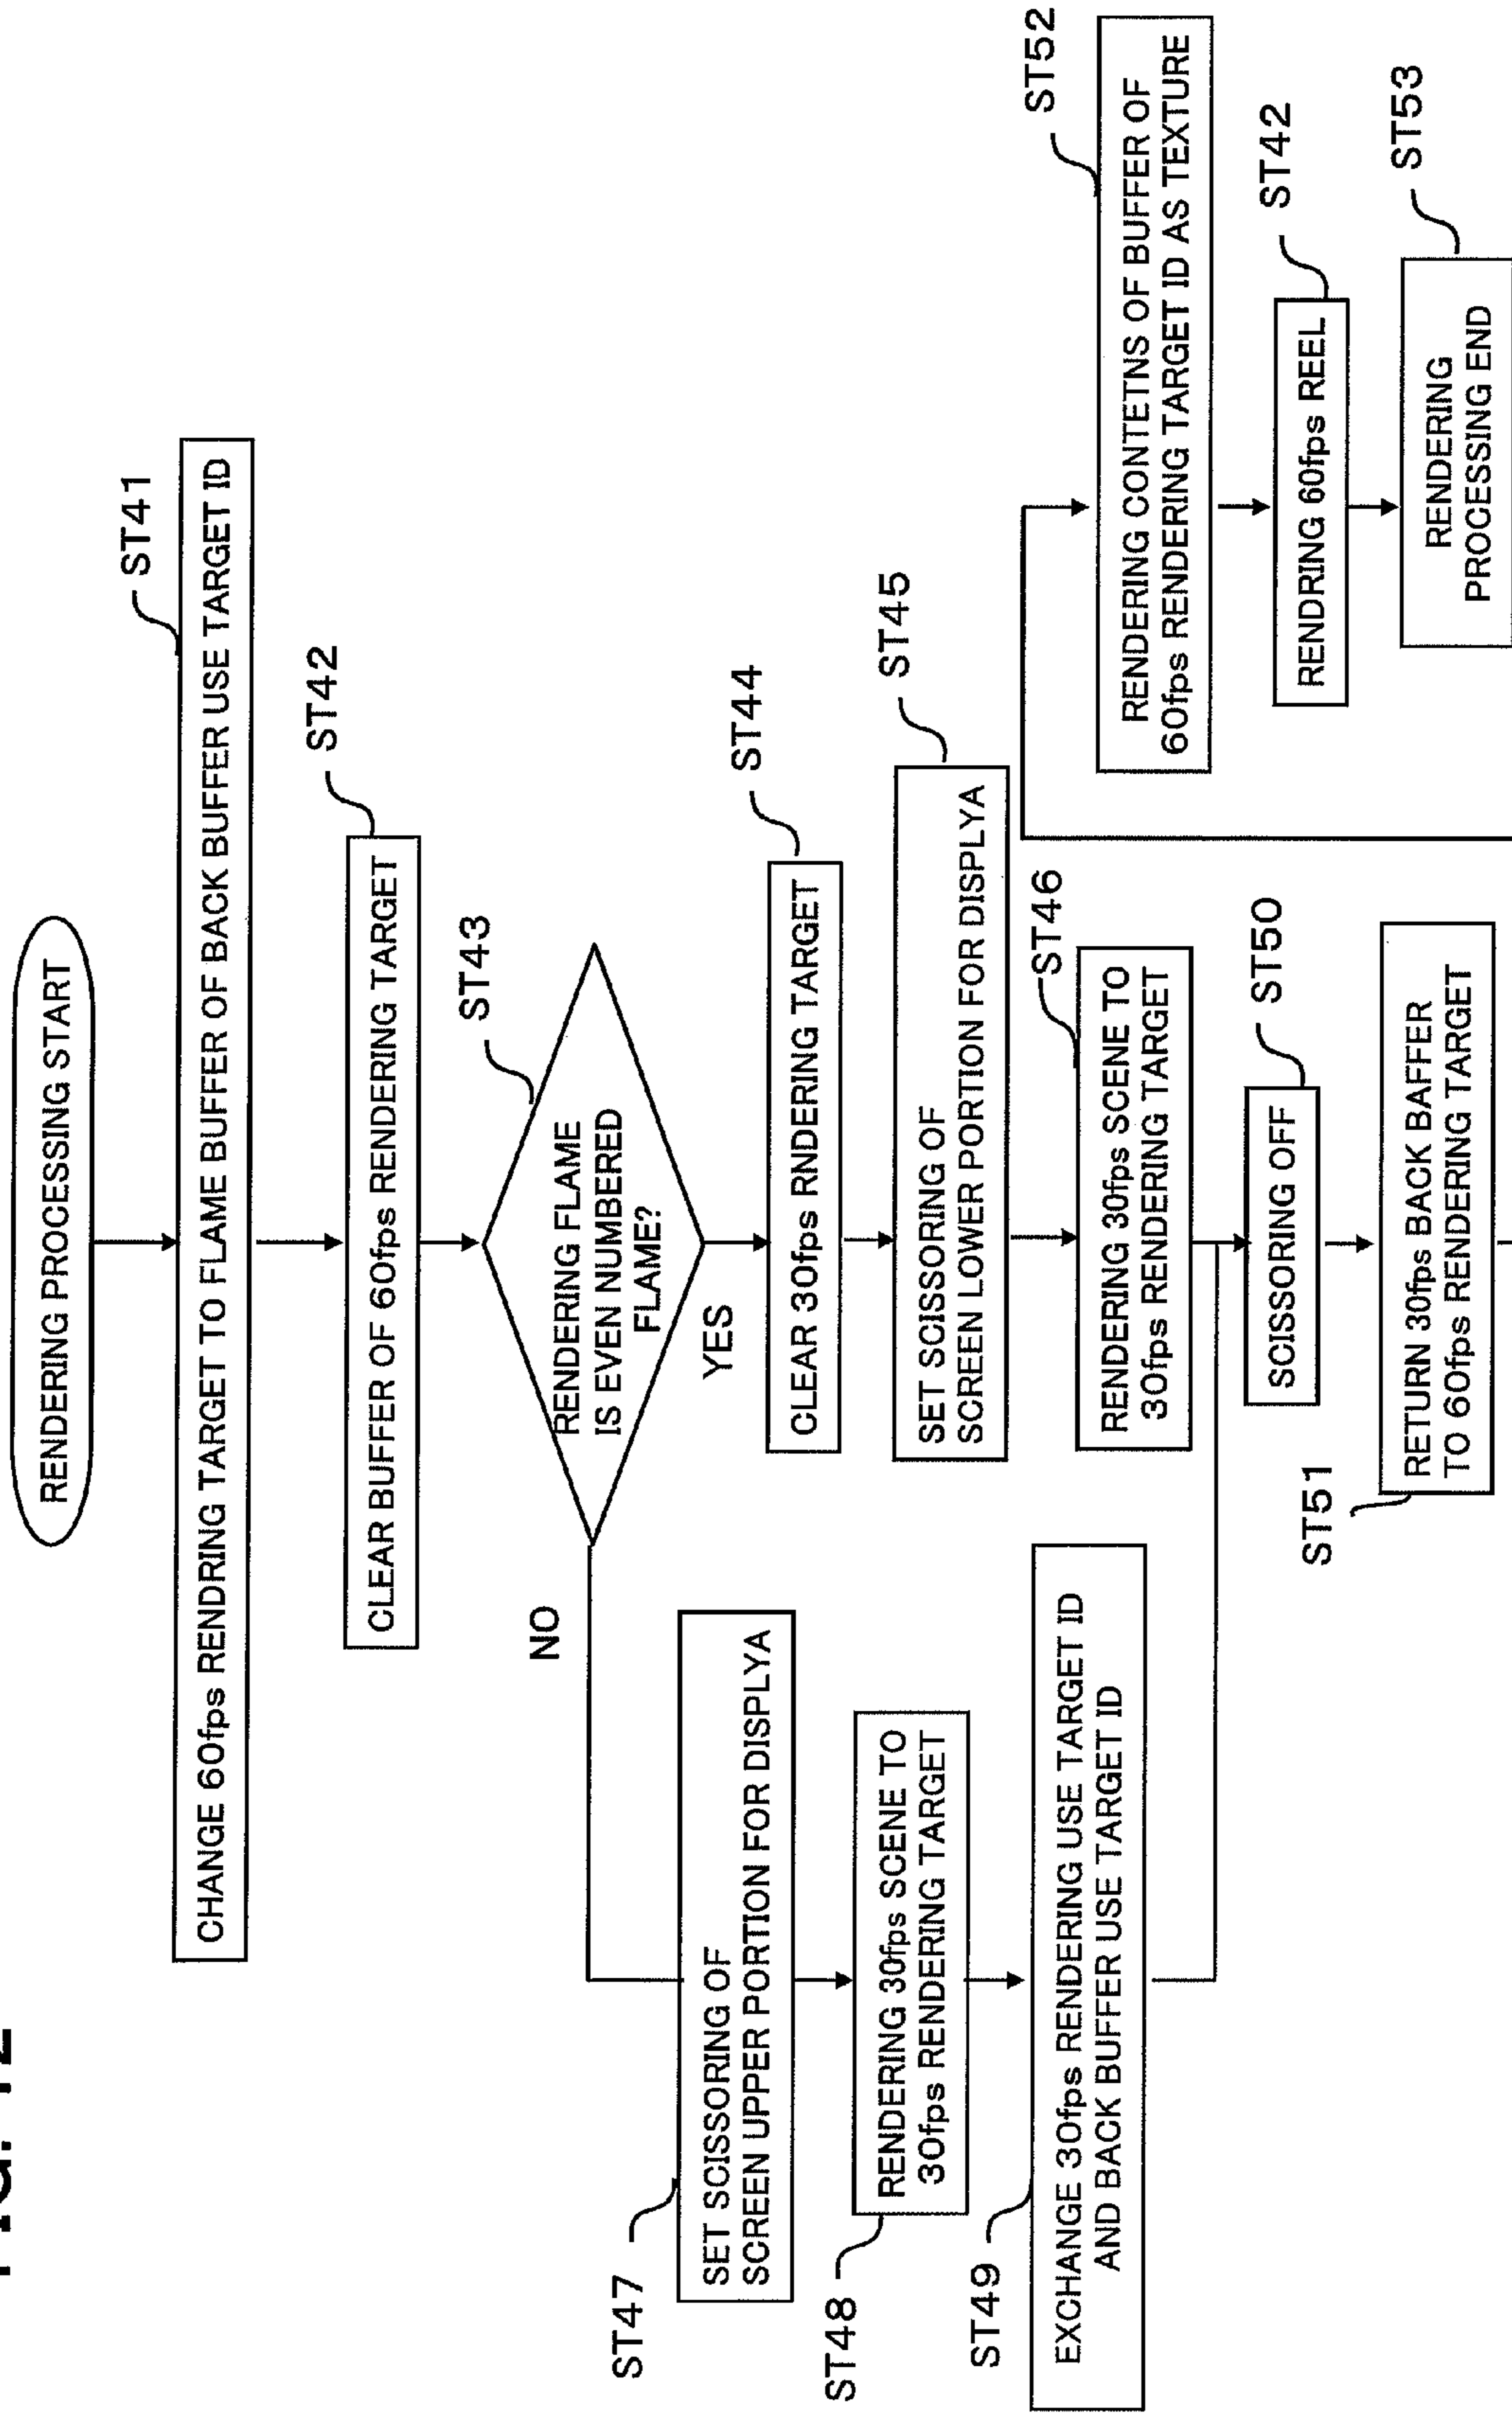 FIG. 12
RENDERING PROCESSING START
ST41
CHANGE 60fps RENDRING TARGET TO FLAME BUFFER OF BACK BUFFER USE TARGET ID
ST42
CLEAR BUFFER OF 60fps RENDERING TARGET
ST43
RENDERING FLAME
IS EVEN NUMBERED
FLAME?
NO
YES
ST44
CLEAR 30fps RNDERING TARGET
ST45
SET SCISSORING OF
SCREEN LOWER PORTION FOR DISPLYA
ST46
RENDERING 30fps SCENE TO
30fps RENDERING TARGET
ST47
SET SCISSORING OF
SCREEN UPPER PORTION FOR DISPLYA
ST48
RENDERING 30fps SCENE TO
30fps RENDERING TARGET
ST49
EXCHANGE 30fps RENDERING USE TARGET ID
AND BACK BUFFER USE TARGET ID
ST50
SCISSORING OFF
ST51
RETURN 30fps BACK BAFFER
TO 60fps RENDERING TARGET
ST52
RENDERING CONTETNS OF BUFFER OF
60fps RENDERING TARGET ID AS TEXTURE
ST42
RENDRING 60fps REEL
ST53
RENDERING
PROCESSING END